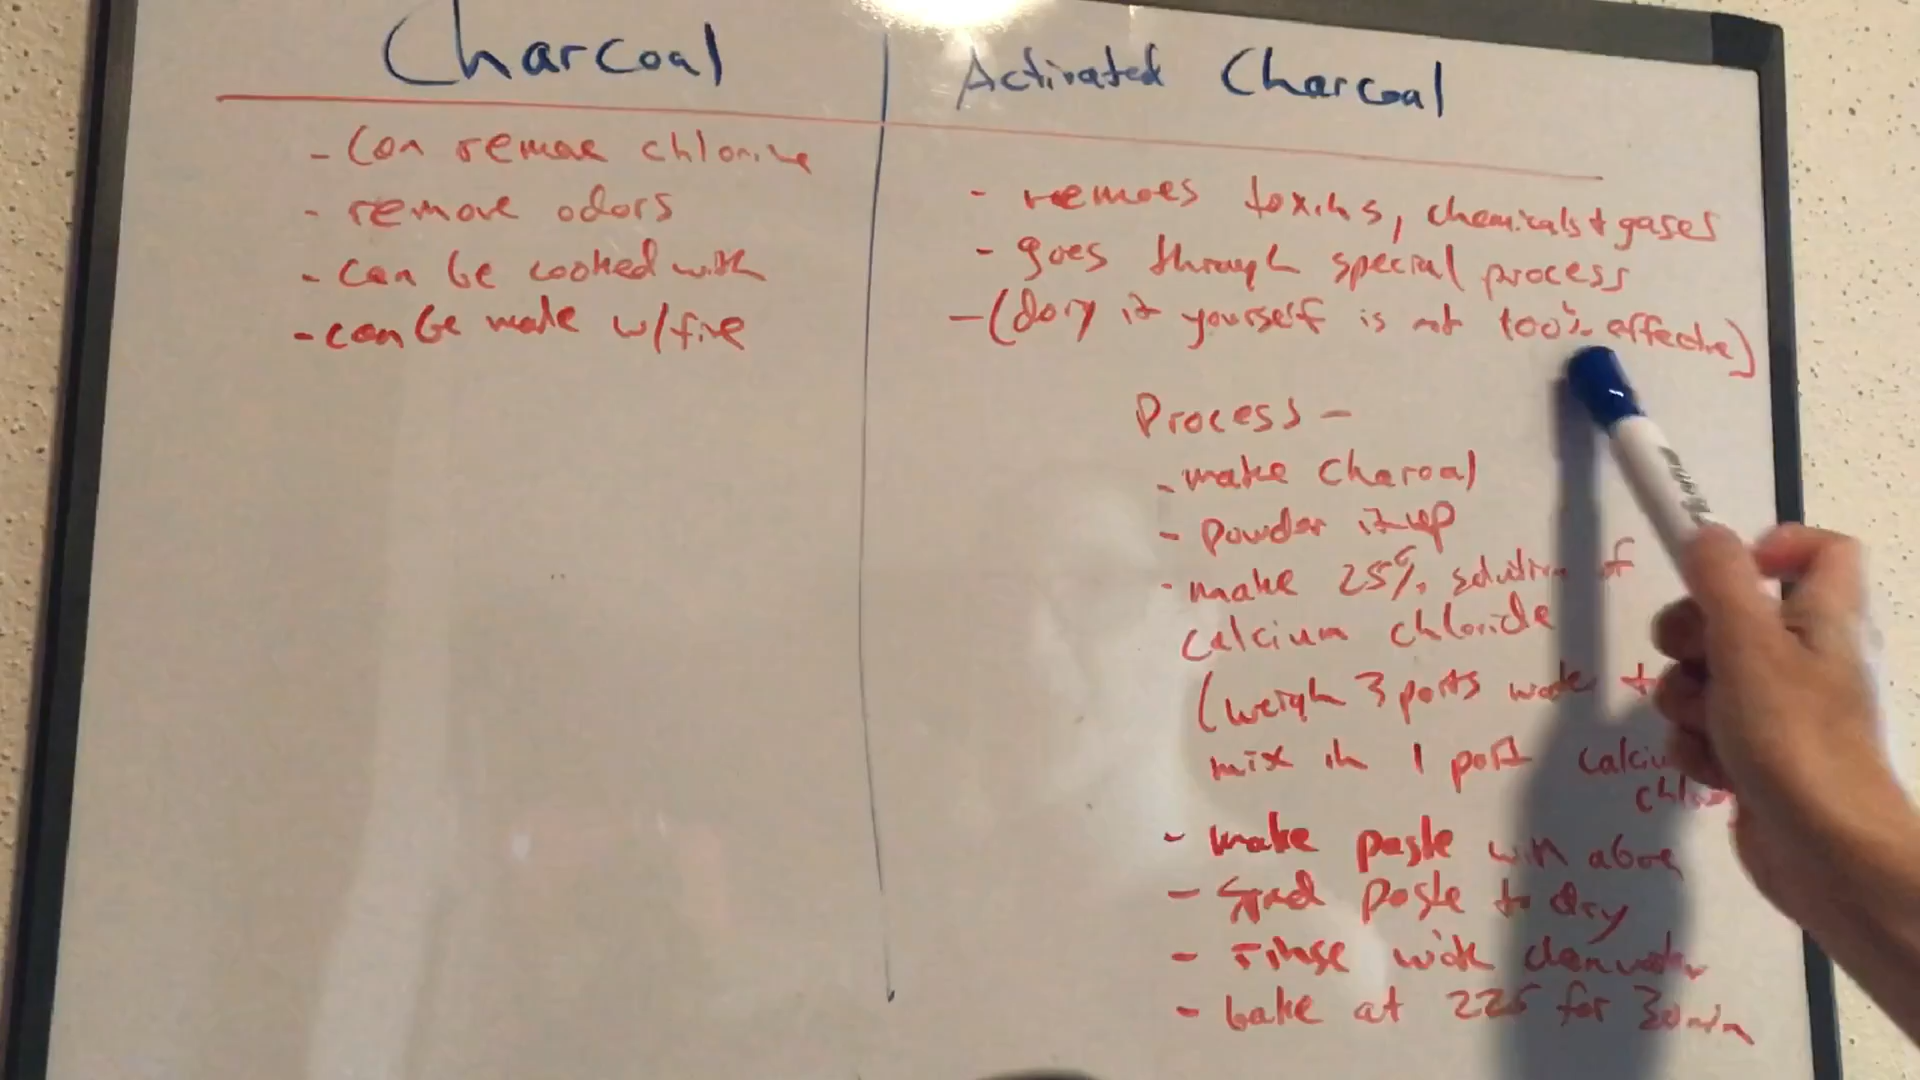 Charcoal
- Can remove chlorine
- remove odors
- can be cooked with
- can be made w/fire
Activated Charcoal
- removes toxins, chemicals + gases
- goes through special process
- (doing it yourself is not 100% effective)
Process -
- make Charoal
- Powder it up
- make 25% solution of
calcium chloride
(weigh 3 parts water
mix in 1 part
- make paste with above
- spread paste to dry
- rinse with clean water
- bake at 225 for 30 min